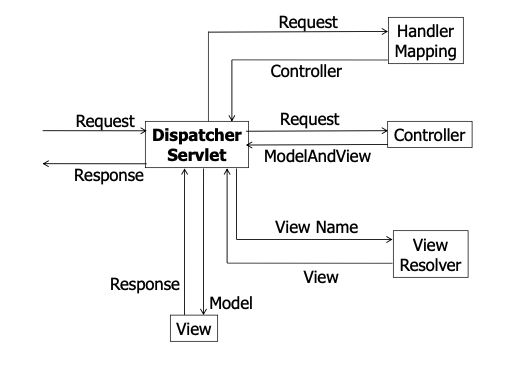 Request
Handler
Mapping
Controller
Request
Dispatcher
Servlet
Request
Controller
ModelAndView
Response
View Name
View
Resolver
View
Response
Model
View